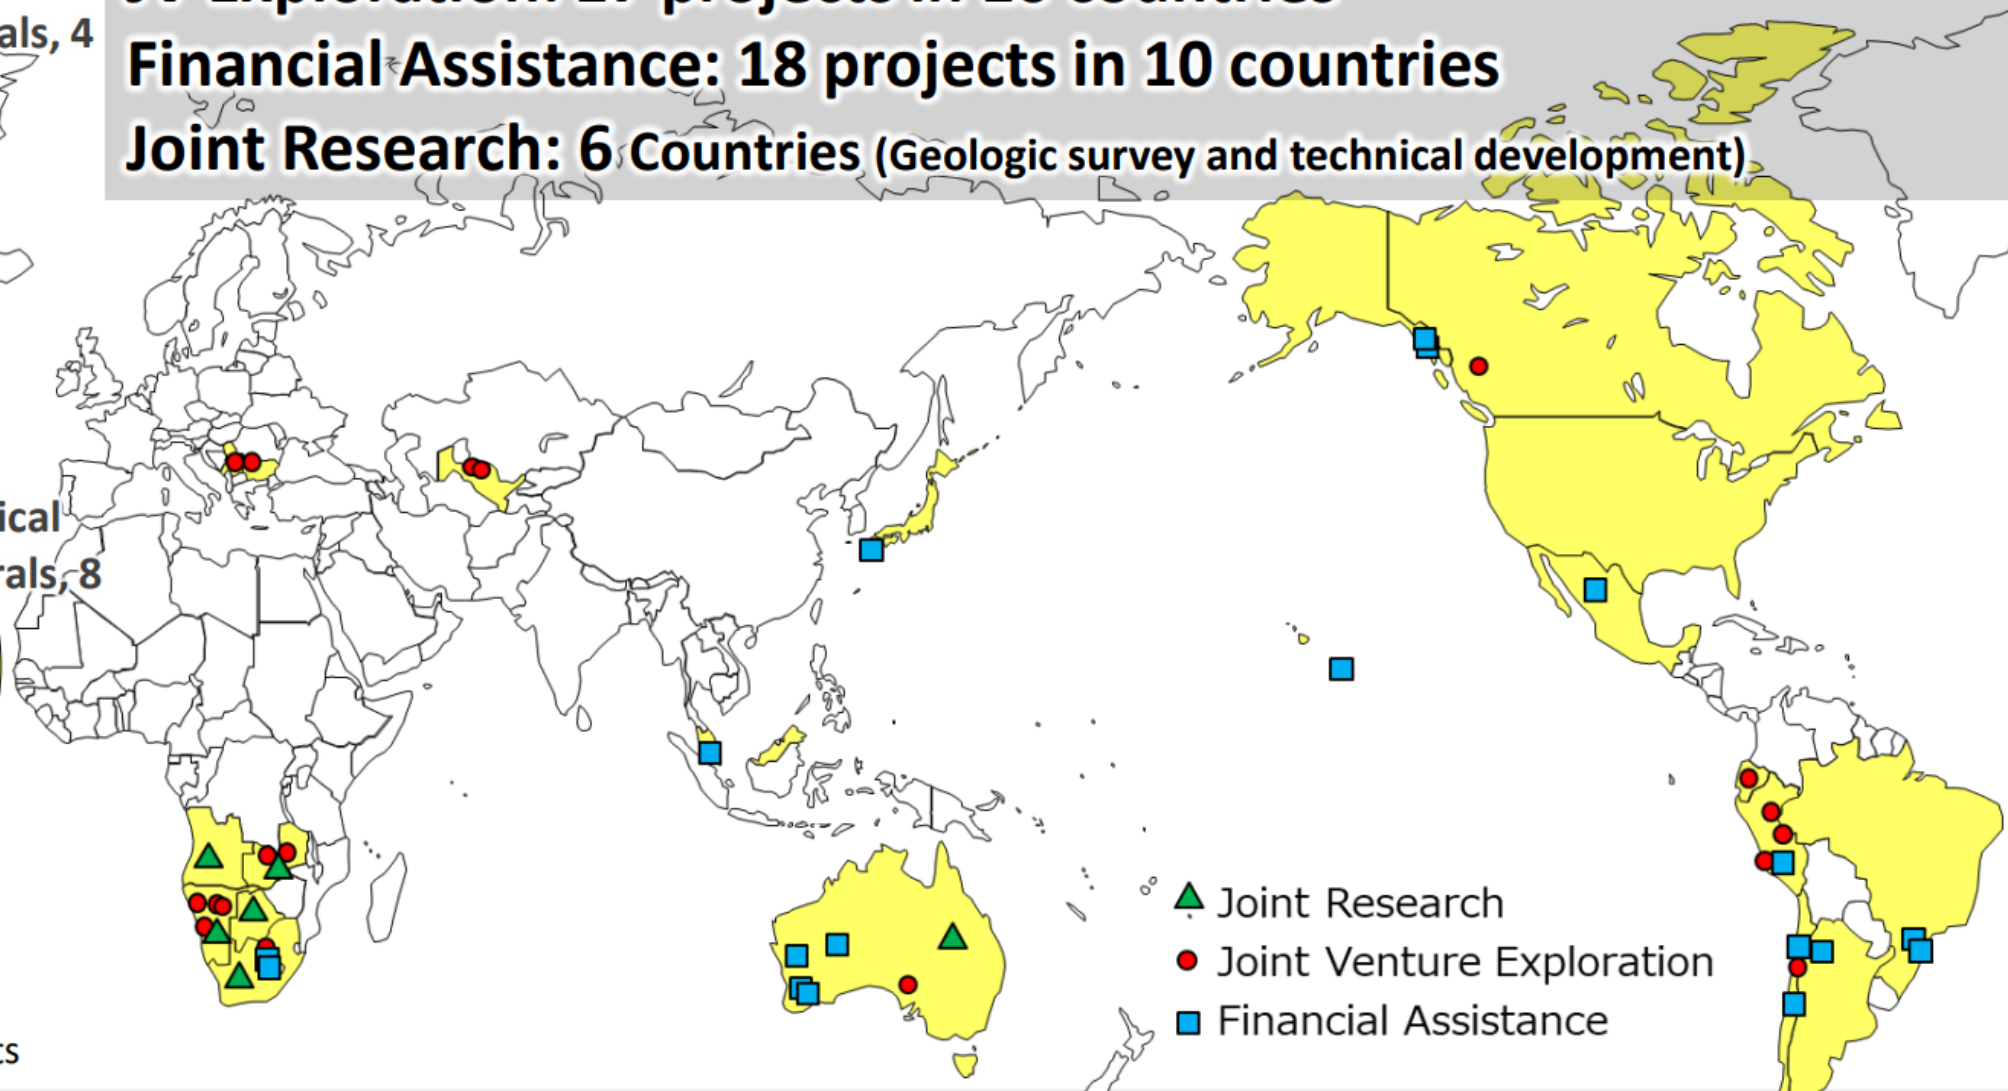 als, 4
Financial Assistance: 18 projects in 10 countries
Joint Research: 6 Countries (Geologic survey and technical development)
ical
rals, 8
Joint Research
Joint Venture Exploration
Financial Assistance
ts